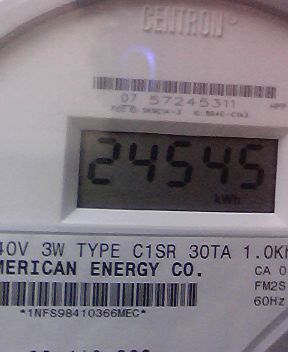 CENTRON
07 57245311
24545
kWh
40V 3W TYPE C1SR 30TA 1.0K
MERICAN ENERGY CO.
CA 0
FM2S
60Hz
*1NFS98410366MEC*